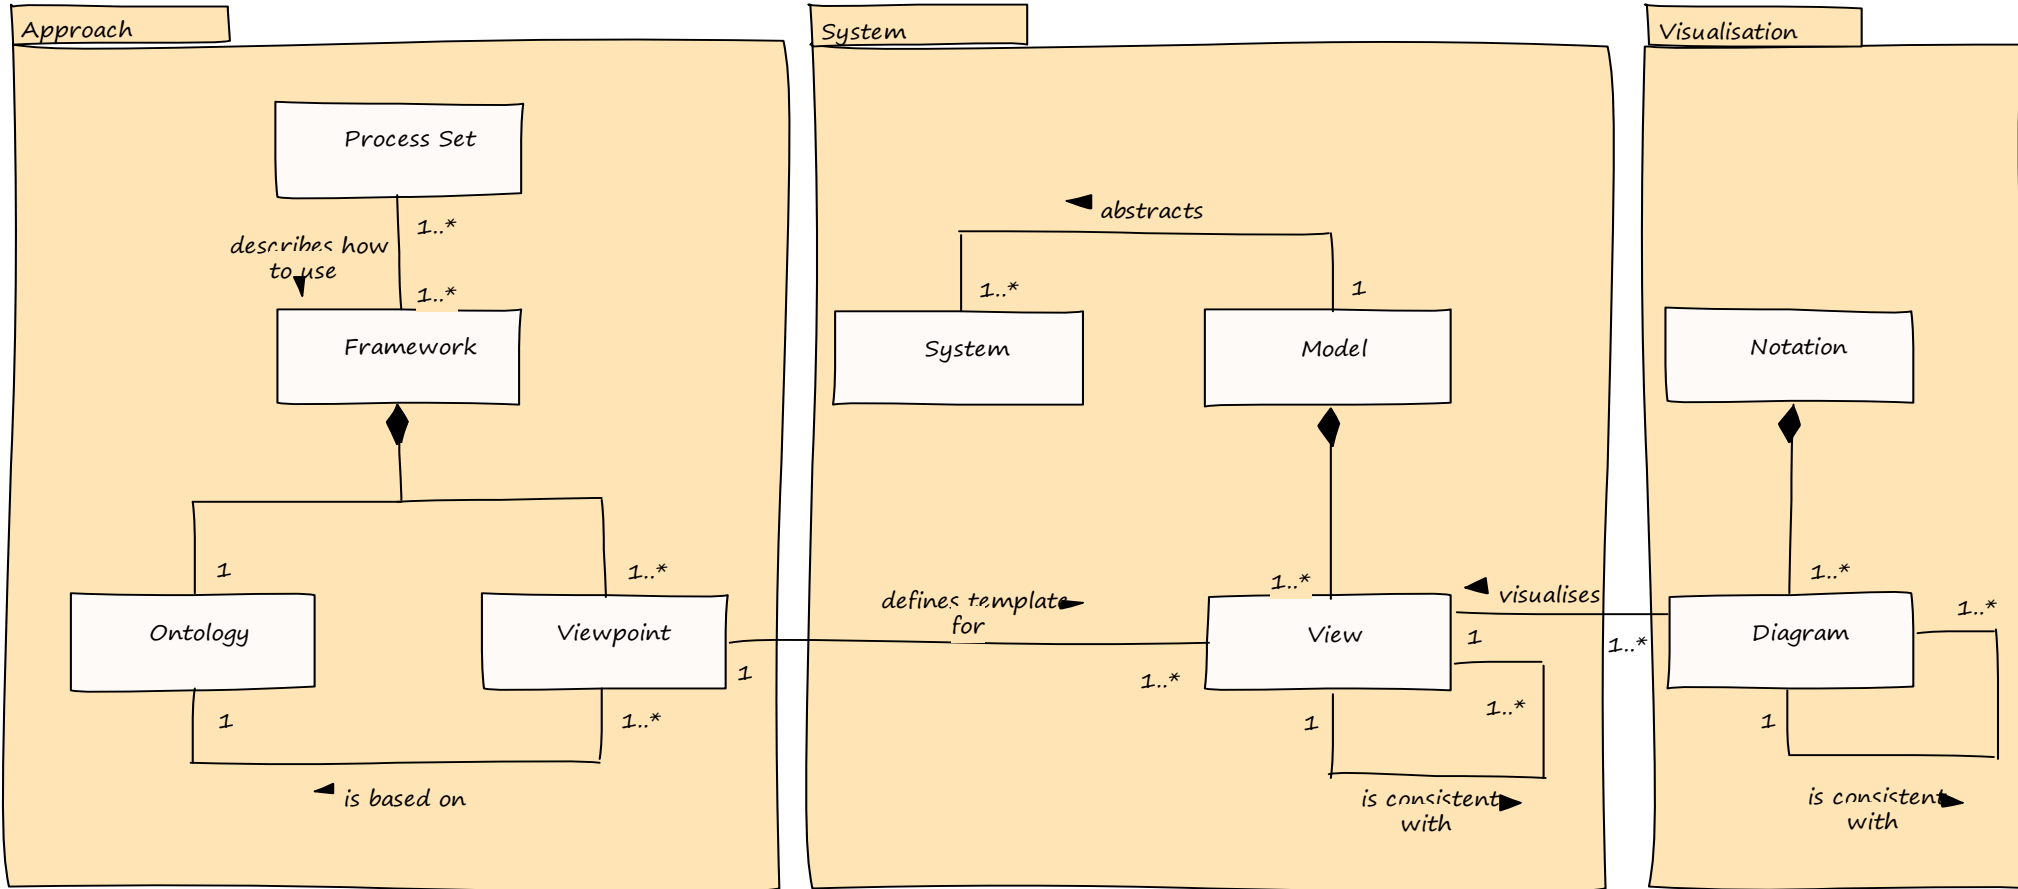 Approach
Process Set
1..*
describes how
to use
1..*
Framework
1
1..*
Ontology
Viewpoint
1
1
1..*
is based on
defines template
for
System
abstracts
1..*
1
System
Model
1..*
View
1..*
1
1..*
1
is consistent
with
visualises
1..*
Visualisation
Notation
1..*
Diagram
1..*
1
is consistent
with